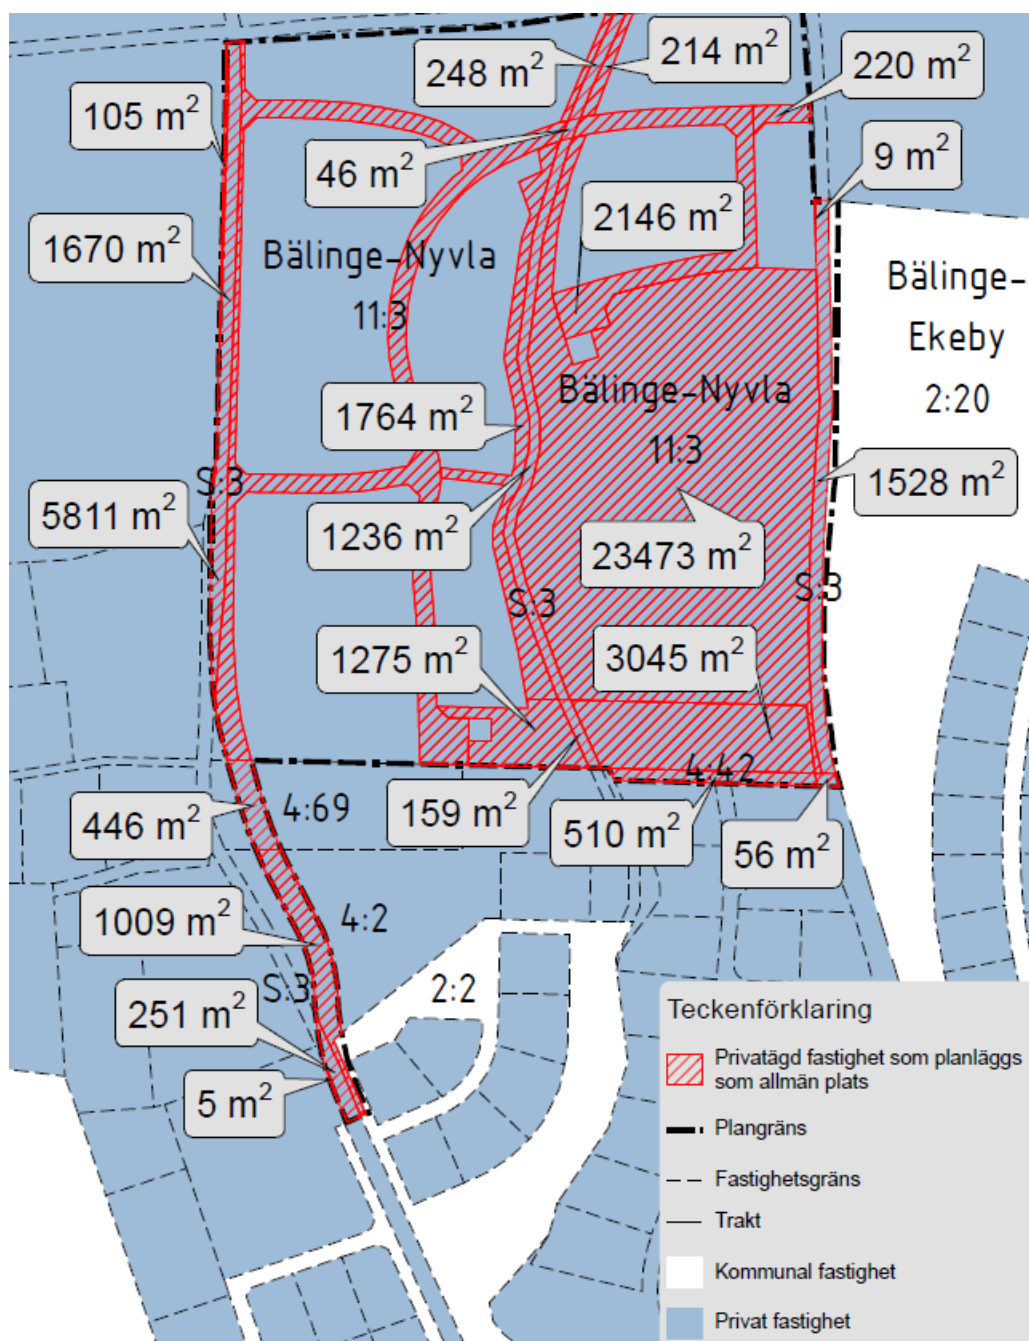 248 m²
214 m²
220 m²
105 m²
46 m²
9 m²
2146 m²
1670 m²
Bälinge-Nyvla
11:3
Bälinge-
Ekeby
2:20
Bälinge-Nyvla
11:3
1764 m²
S:3
5811 m²
1528 m²
1236 m²
23473 m²
S:3
S:3
1275 m²
3045 m²
4:42
4:69
446 m²
159 m²
510 m²
56 m²
1009 m²
4:2
S:3
2:2
251 m²
5 m²
Teckenförklaring
Privatägd fastighet som planläggs
som allmän plats
Plangräns
Fastighetsgräns
Trakt
Kommunal fastighet
Privat fastighet